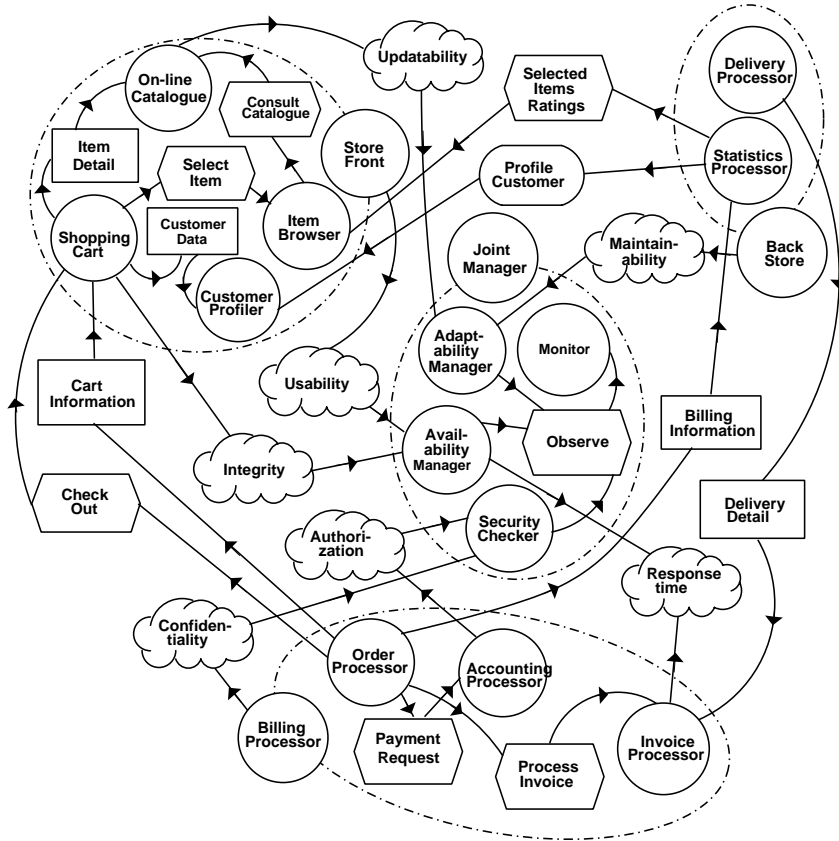 Updatability
Delivery
Processor
On-line
Catalogue
Selected
Items
Ratings
Consult
Catalogue
Item
Detail
Store
Front
Statistics
Processor
Select
Item
Profile
Customer
Shopping
Cart
Customer
Data
Item
Browser
Joint
Manager
Maintain-
ability
Back
Store
Customer
Profiler
Adapt-
ability
Manager
Monitor
Cart
Information
Usability
Billing
Information
Avail-
ability
Manager
Observe
Integrity
Check
Out
Delivery
Detail
Security
Checker
Authori-
zation
Response
time
Confiden-
tiality
Order
Processor
Accounting
Processor
Billing
Processor
Payment
Request
Process
Invoice
Invoice
Processor